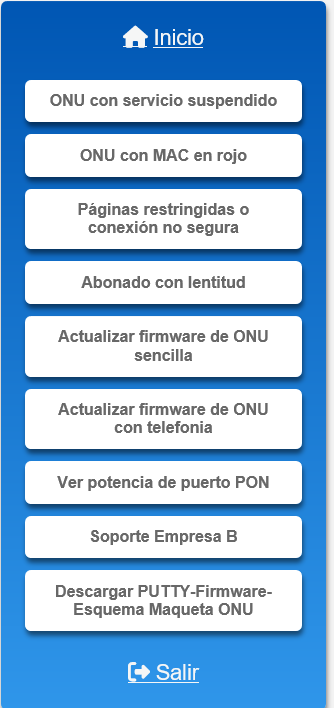 Inicio
ONU con servicio suspendido
ONU con MAC en rojo
Páginas restringidas o
conexión no segura
Abonado con lentitud
Actualizar firmware de ONU
sencilla
Actualizar firmware de ONU
con telefonia
Ver potencia de puerto PON
Soporte Empresa B
Descargar PUTTY-Firmware-
Esquema Maqueta ONU
Salir